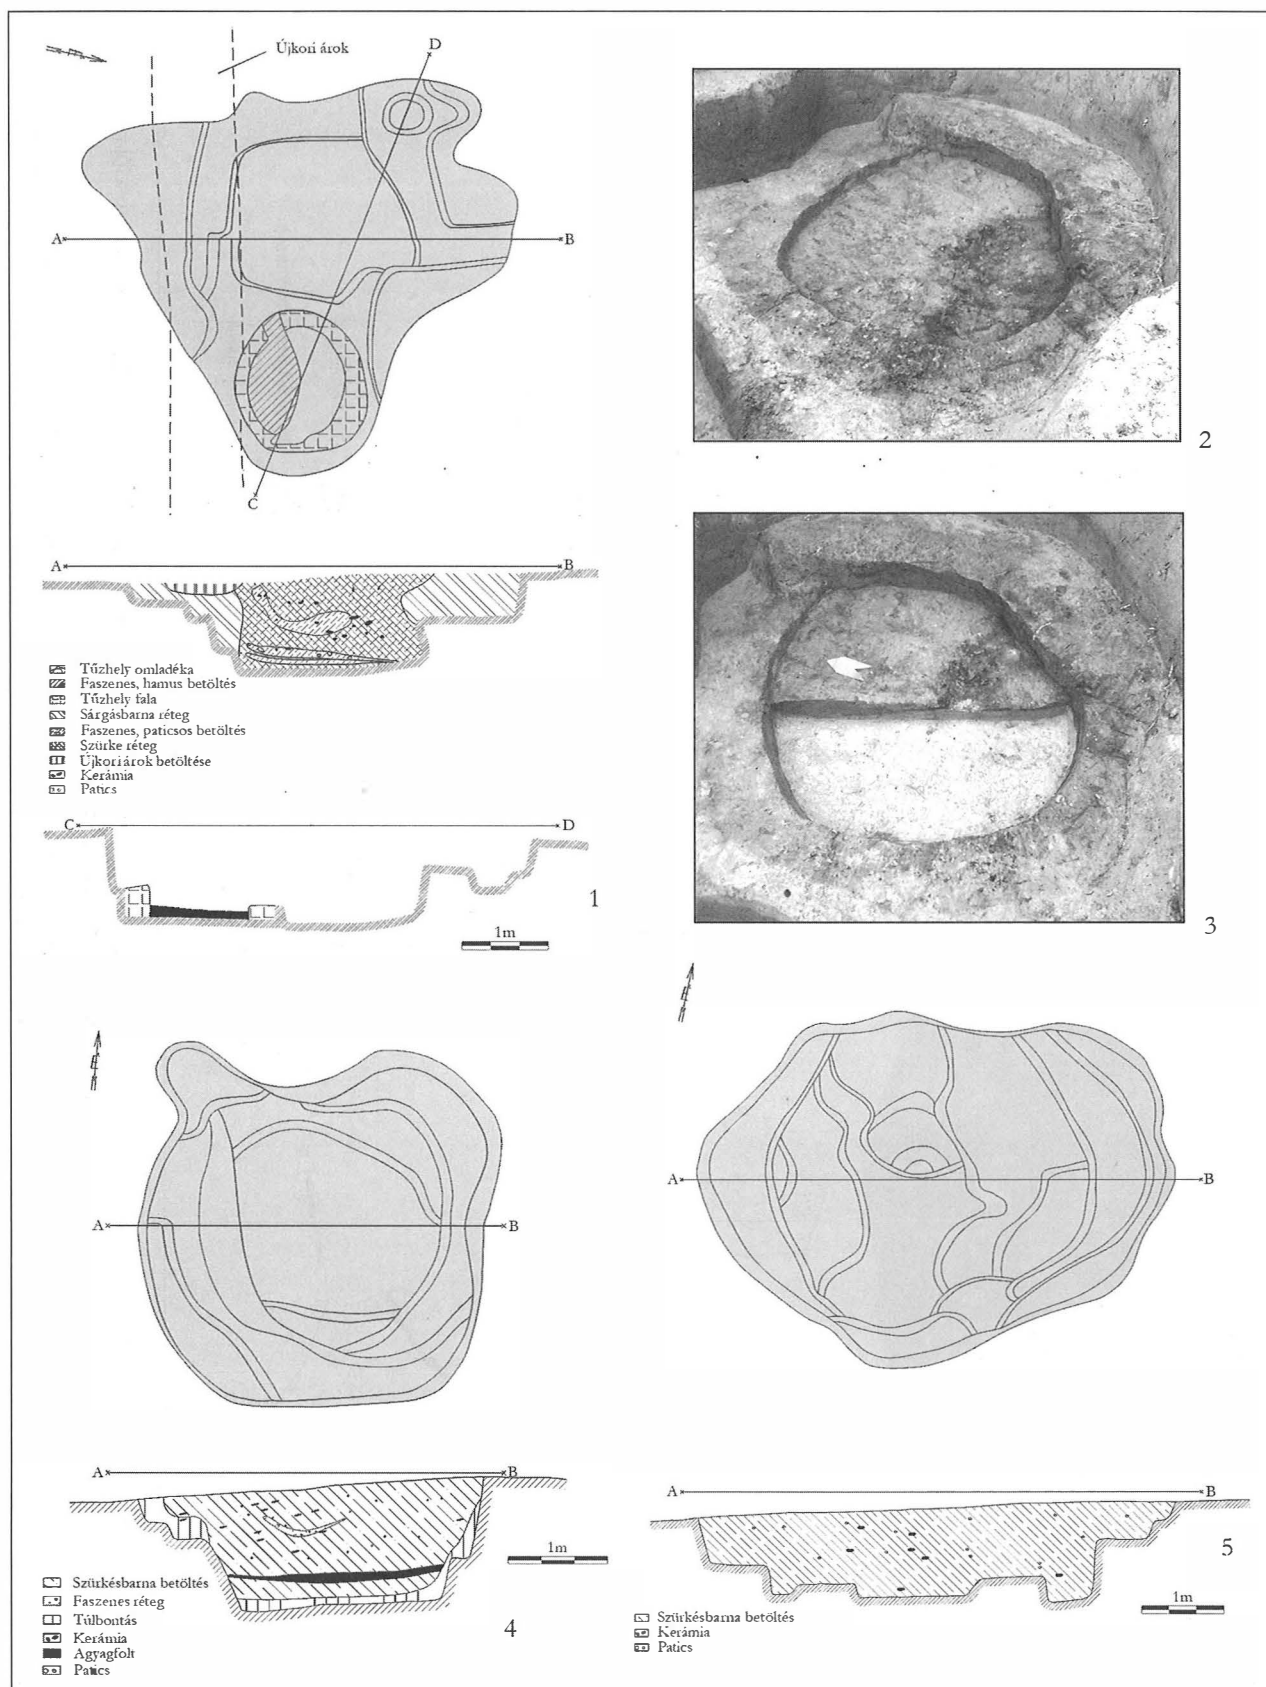 Újkori árok
D
A
B
C
A
B
Tűzhely omladéka
Faszenes, hamus betöltés
Tűzhely fala
Sárgásbarna réteg
Faszenes, paticsos betöltés
Szürke réteg
Újkori árok betöltése
Kerámia
Patics
C
D
1
1m
2
3
A
B
A
B
1m
Szürkésbarna betöltés
Faszenes réteg
Túlbontás
Kerámia
Agyagfolt
Patics
4
A
B
A
B
5
1m
Szürkésbarna betöltés
Kerámia
Patics